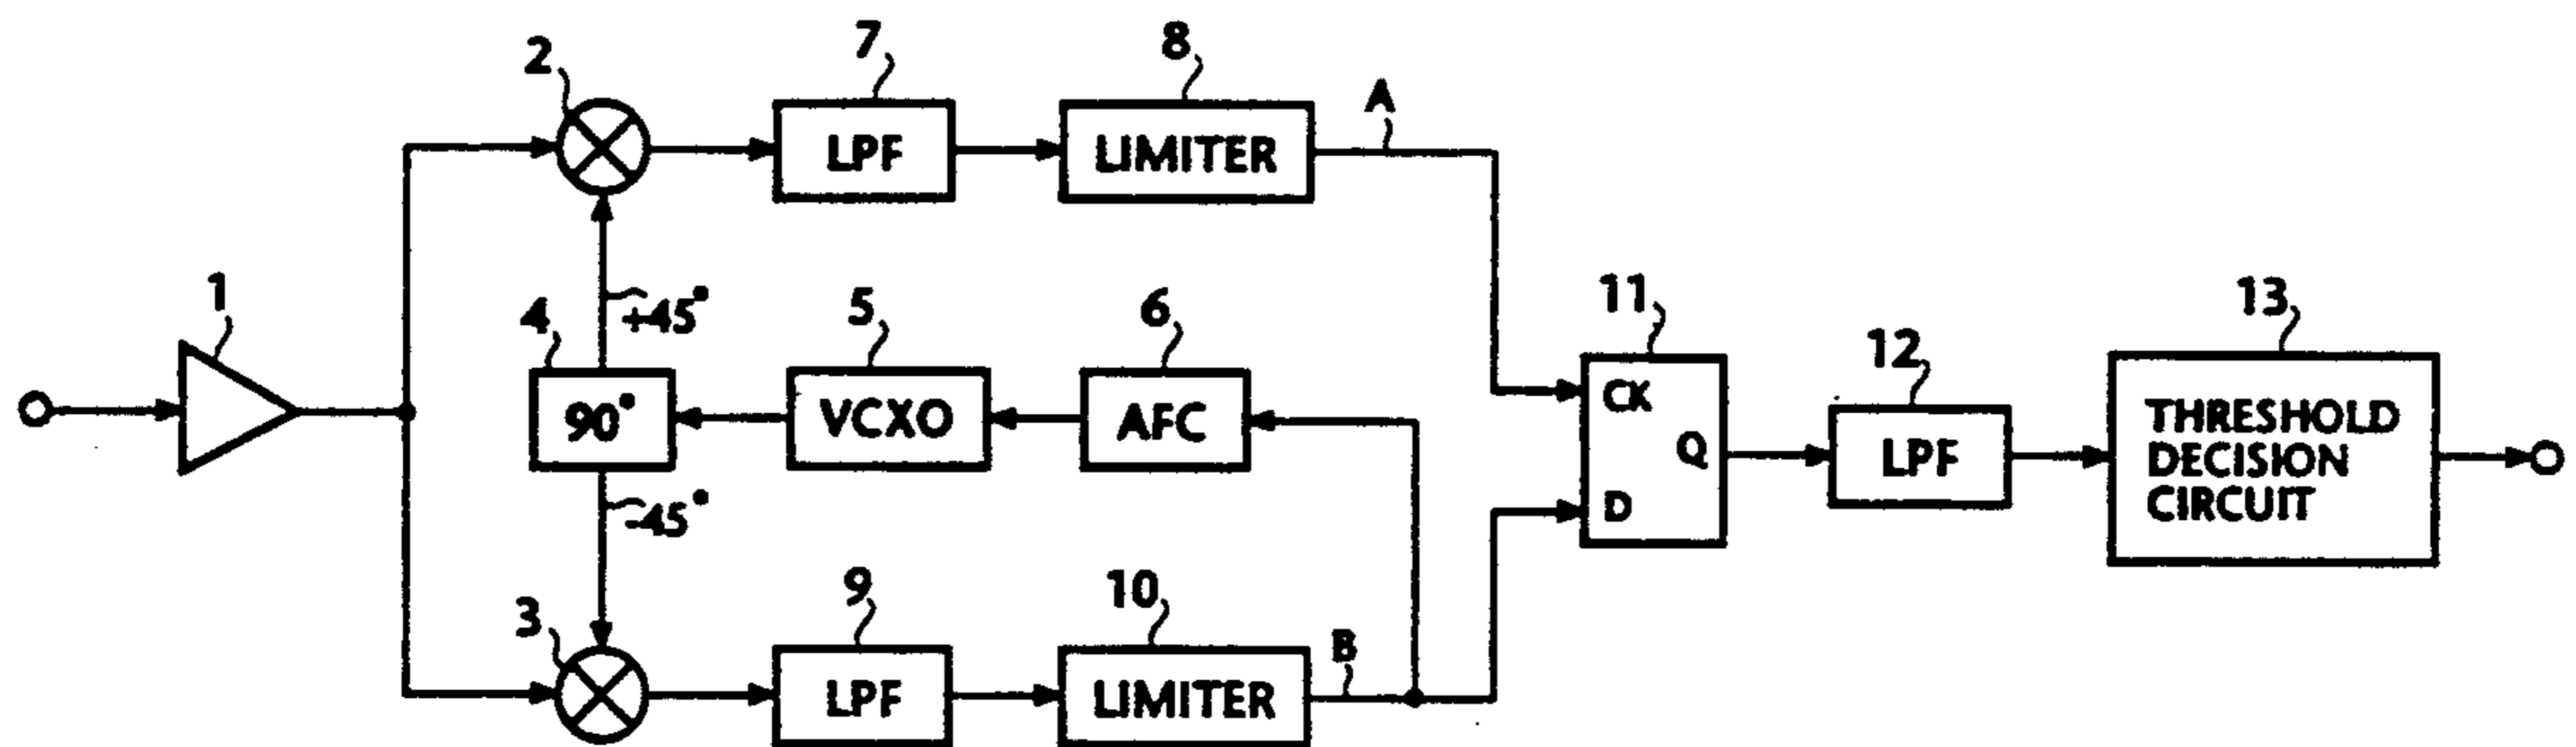 1
2
3
4
5
6
7
8
9
10
11
12
13
LPF
LIMITER
A
+45°
90°
VCXO
AFC
-45°
LPF
LIMITER
B
CK
Q
D
LPF
THRESHOLD
DECISION
CIRCUIT